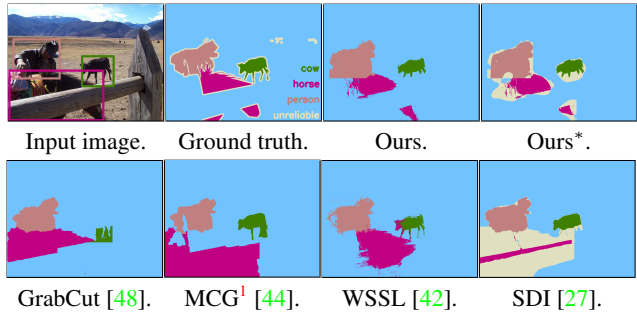 cow
horse
person
unreliable
Input image. Ground truth. Ours. Ours*.
GrabCut [48]. MCG1 [44]. WSSL [42]. SDI [27].